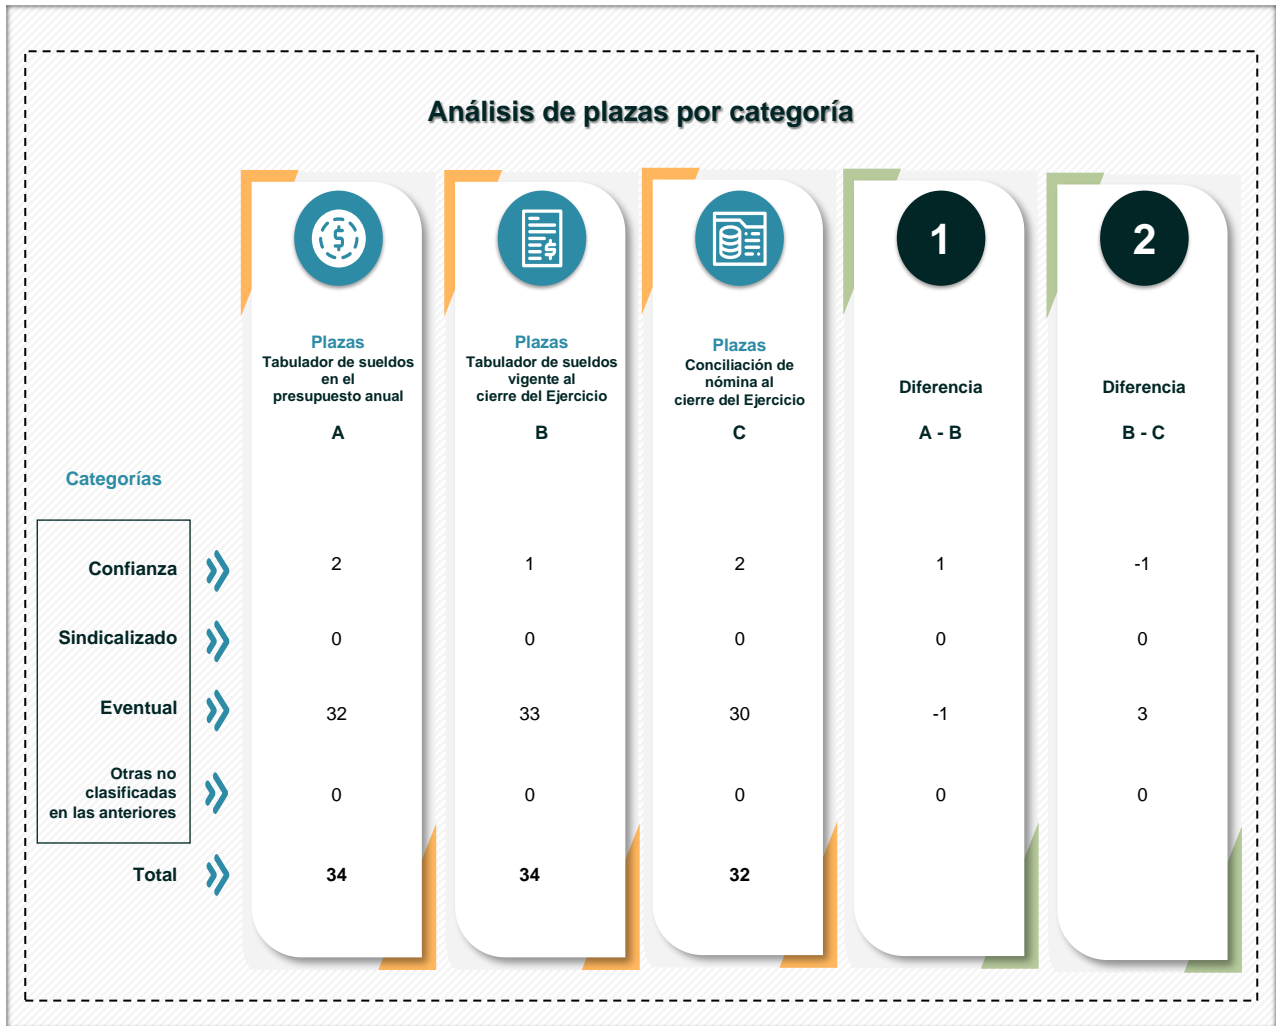 Análisis de plazas por categoría
1
2
Plazas
Tabulador de sueldos
en el
presupuesto anual
A
Plazas
Tabulador de sueldos
vigente al
cierre del Ejercicio
B
Plazas
Conciliación de
nómina al
cierre del Ejercicio
C
Diferencia
A - B
Diferencia
B - C
Categorías
Confianza 2 1 2 1 -1
Sindicalizado 0 0 0 0 0
Eventual 32 33 30 -1 3
Otras no
clasificadas
en las anteriores 0 0 0 0 0
Total 34 34 32